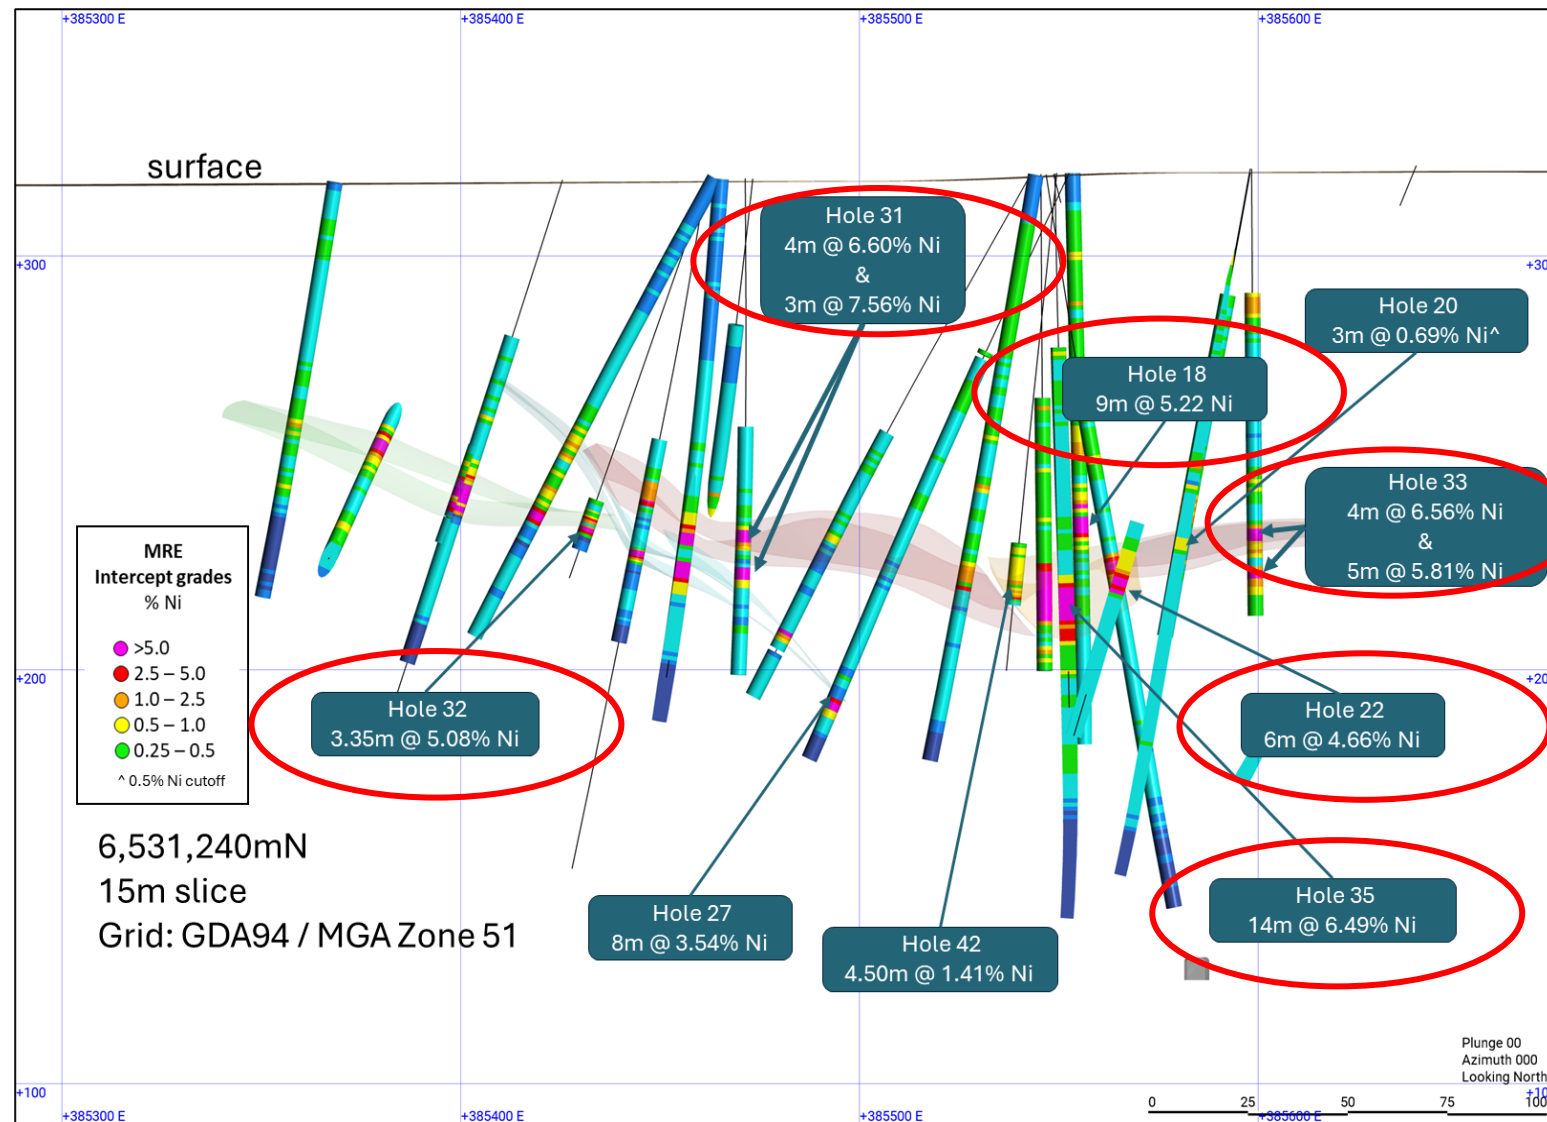 +385300 E
+385400 E
+385500 E
+385600 E
surface
+300
+30
Hole 31
4m @ 6.60% Ni
&
3m @ 7.56% Ni
Hole 20
3m @ 0.69% Ni^
Hole 18
9m @ 5.22 Ni
Hole 33
4m @ 6.56% Ni
&
5m @ 5.81% Ni
MRE
Intercept grades
% Ni
>5.0
2.5 – 5.0
1.0 – 2.5
0.5 – 1.0
0.25 – 0.5
^ 0.5% Ni cutoff
+200
+20
Hole 32
3.35m @ 5.08% Ni
Hole 22
6m @ 4.66% Ni
6,531,240mN
15m slice
Grid: GDA94 / MGA Zone 51
Hole 27
8m @ 3.54% Ni
Hole 42
4.50m @ 1.41% Ni
Hole 35
14m @ 6.49% Ni
Plunge 00
Azimuth 000
Looking North
+100
+10
0 25 50 75 100
+385300 E
+385400 E
+385500 E
+385600 E